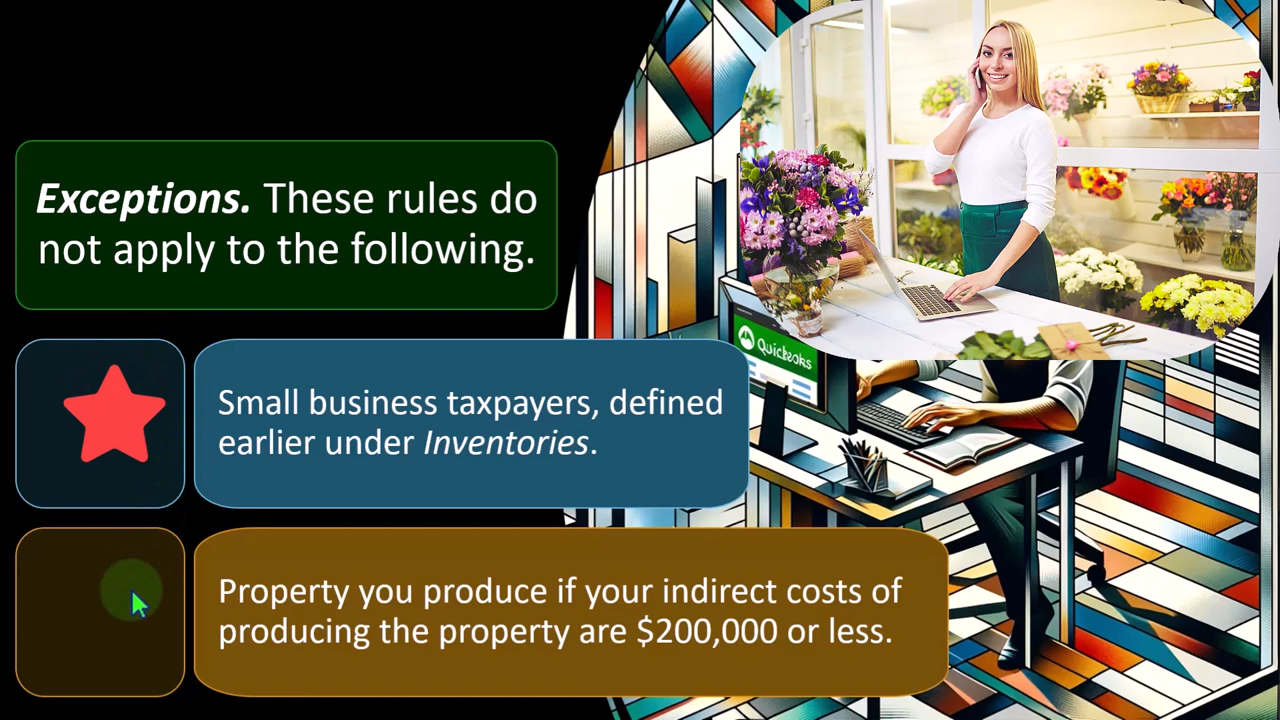 Exceptions. These rules do
not apply to the following.
Small business taxpayers, defined
earlier under Inventories.
Quickoks
Property you produce if your indirect costs of
producing the property are $200,000 or less.